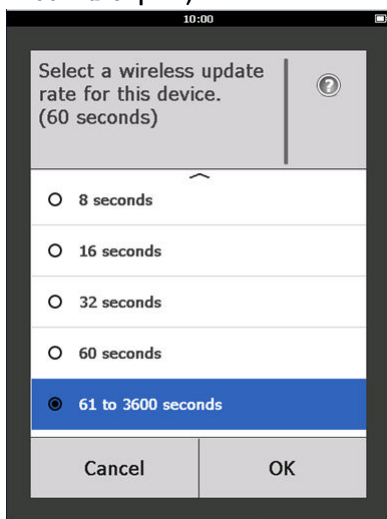 10:00
Select a wireless update
rate for this device.
(60 seconds)
?
8 seconds
16 seconds
32 seconds
60 seconds
61 to 3600 seconds
Cancel
OK